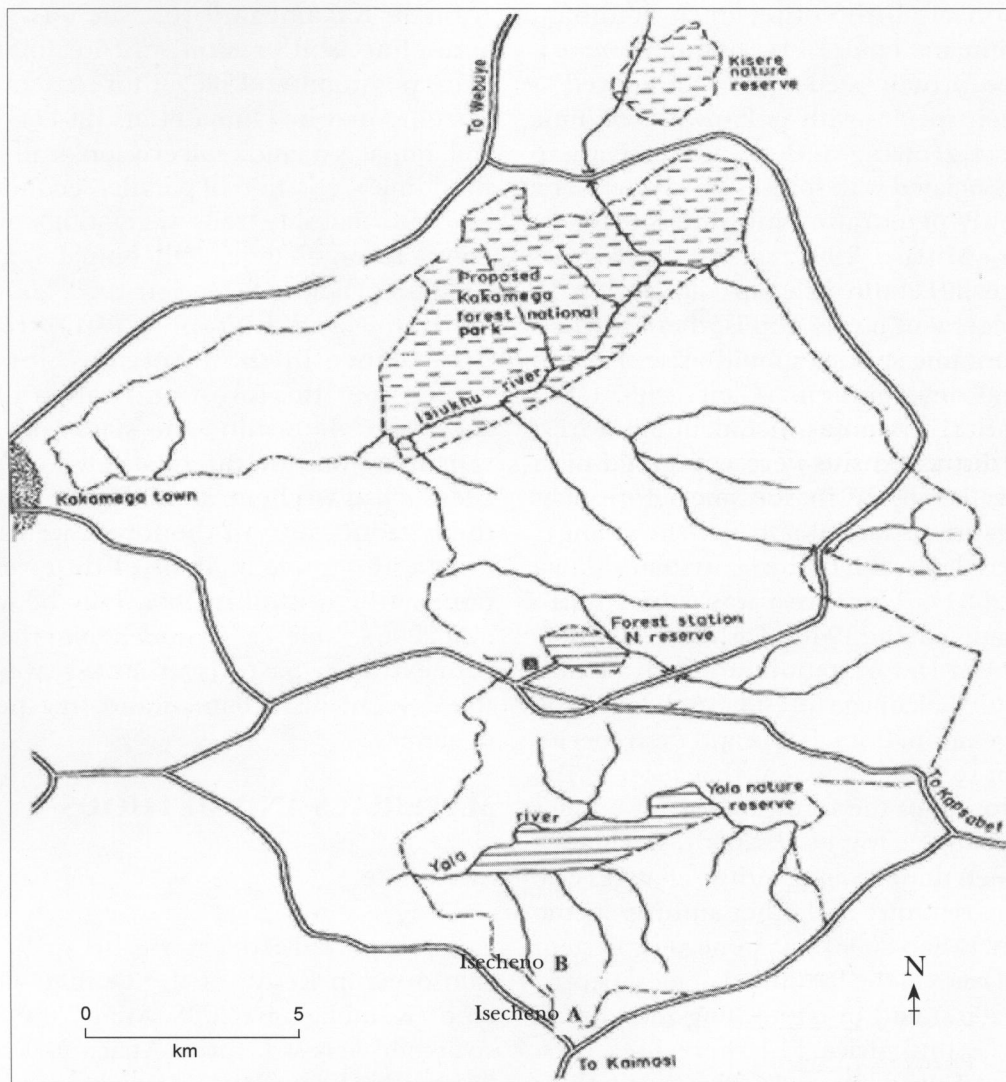 Kisere
nature
reserve
To Webuye
Proposed
Kakamega
forest national
park
Isiukhu river
Kakamega town
Forest station
N. reserve
Yala nature
reserve
river
Yala
To Kapsabet
Isecheno B
Isecheno A
N
0 5
km
To Kaimosi